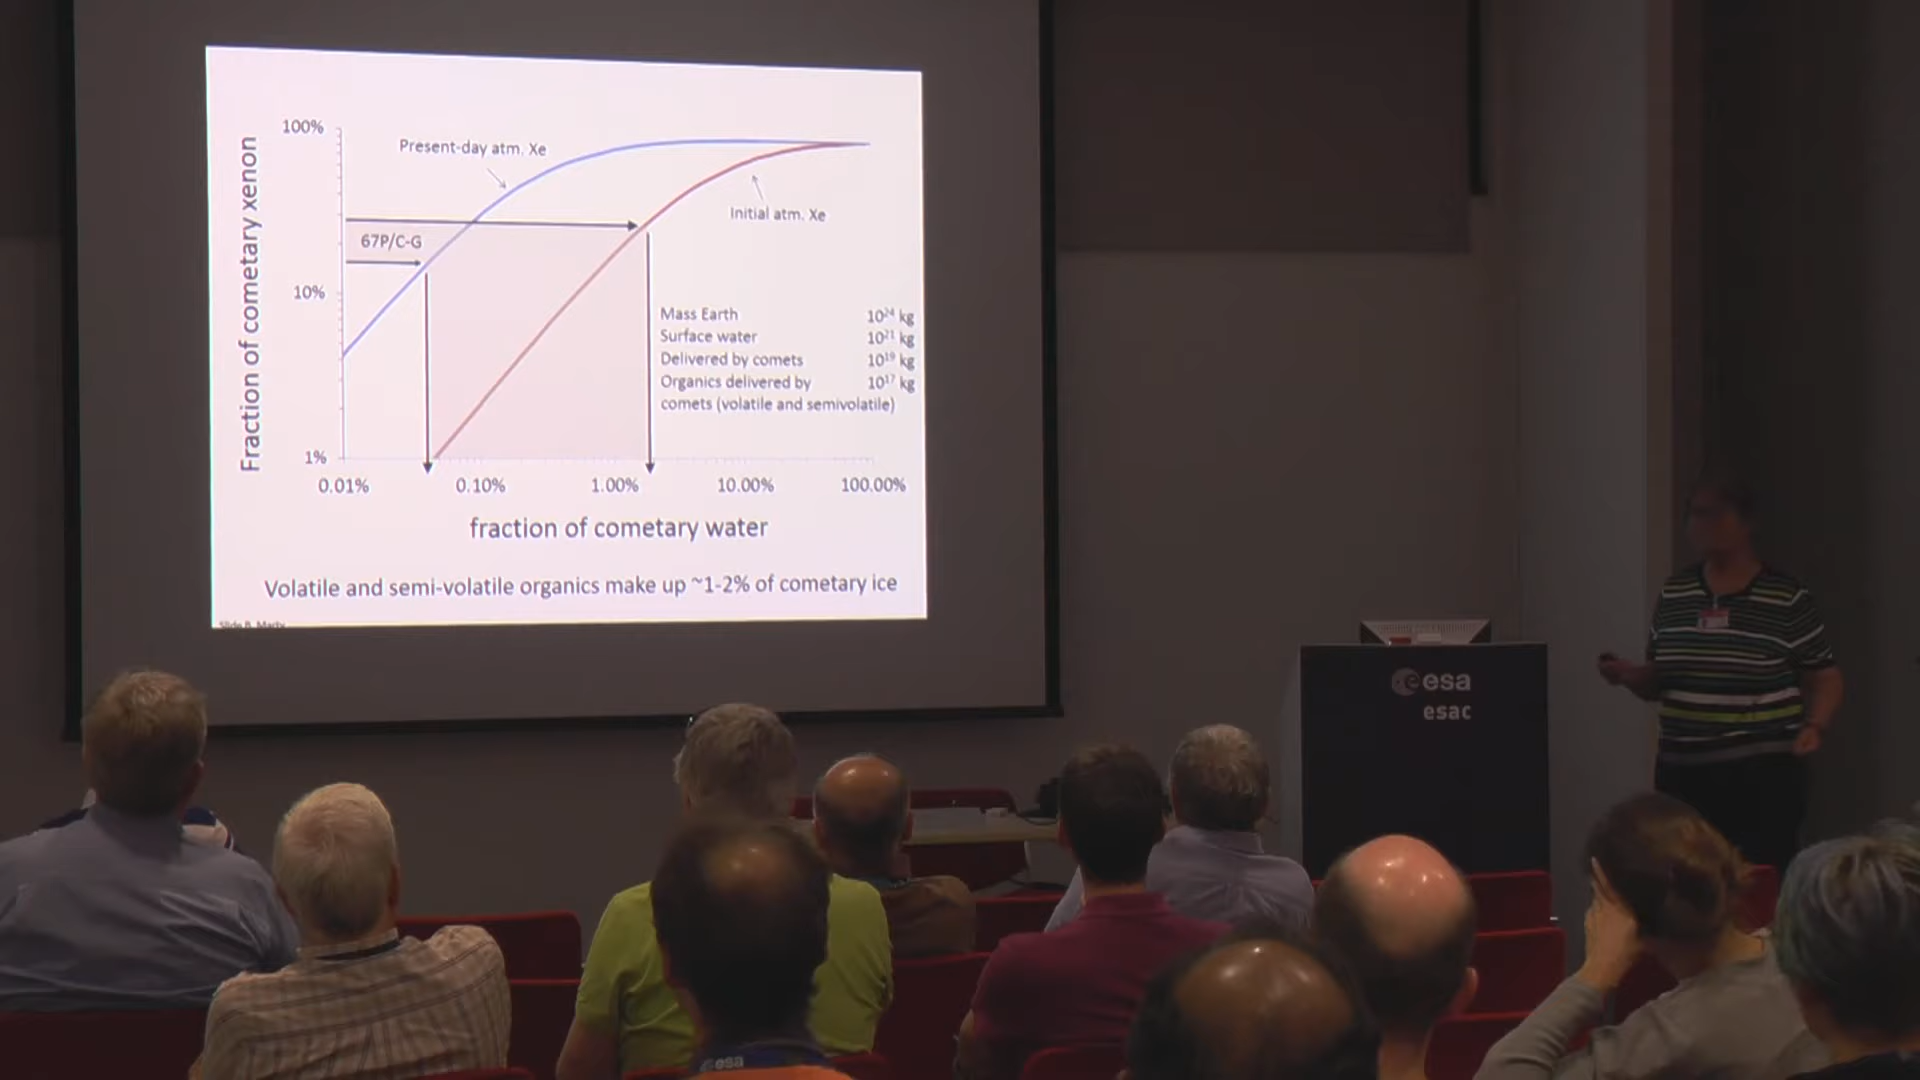 100%
Present-day atm. Xe
Initial atm. Xe
67P/C-G
Fraction of cometary xenon
10%
Mass Earth 10²⁴ kg
Surface water 10²¹ kg
Delivered by comets 10¹⁹ kg
Organics delivered by 10¹⁷ kg
comets (volatile and semivolatile)
1%
0.01% 0.10% 1.00% 10.00% 100.00%
fraction of cometary water
Volatile and semi-volatile organics make up ~1-2% of cometary ice
Slide B. Marty
esa
esac
esa